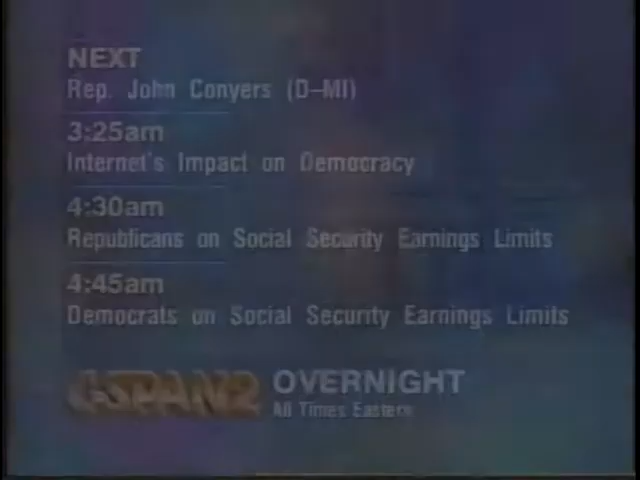 NEXT
Rep. John Conyers (D-MI)
3:25am
Internet's Impact on Democracy
4:30am
Republicans on Social Security Earnings Limits
4:45am
Democrats on Social Security Earnings Limits
C-SPAN2 OVERNIGHT
All Times Eastern